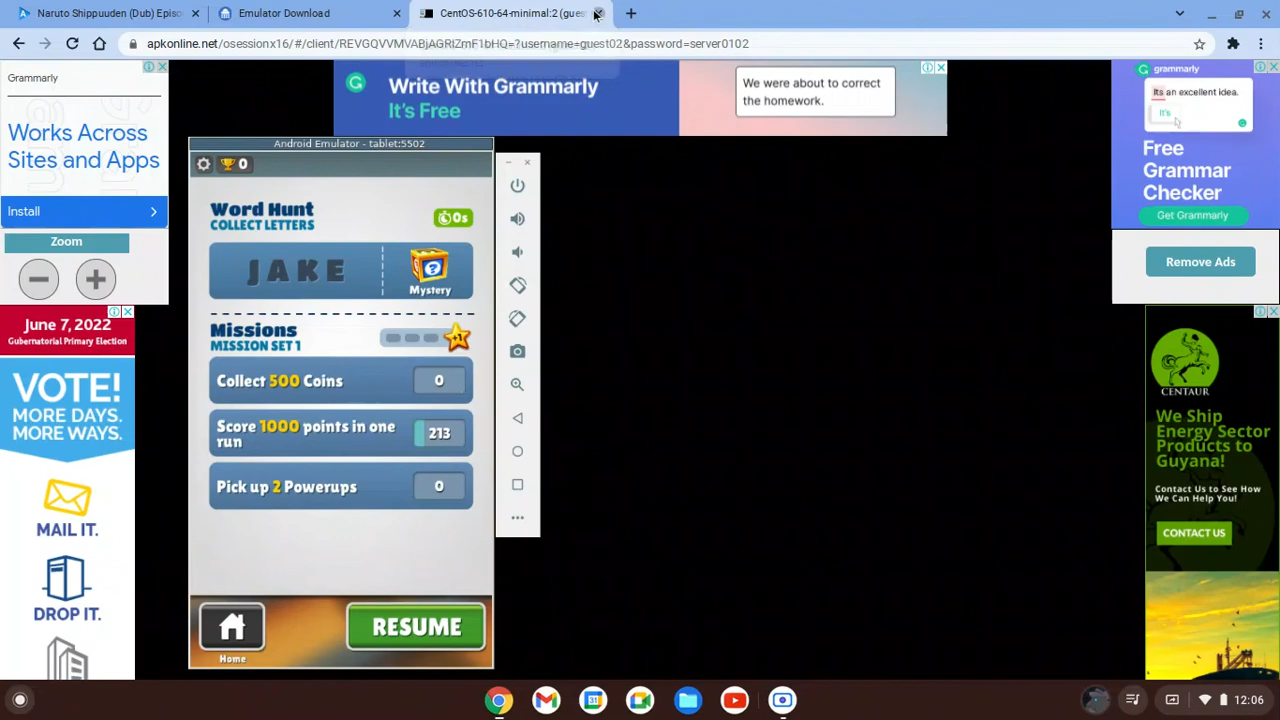 Naruto Shippuuden (Dub) Episo
Emulator Download
CentOS-610-64-minimal:2 (gues
apkonline.net/osessionx16/#/client/REVGQVVMVABjAGRIZmF1bHQ=?username=guest02&password=server0102
Grammarly
Works Across
Sites and Apps
Install
Zoom
Write With Grammarly
It's Free
We were about to correct
the homework.
grammarly
Its an excellent idea.
It's
Free
Grammar
Checker
Get Grammarly
Remove Ads
Android Emulator - tablet:5502
0
Word Hunt
COLLECT LETTERS
0s
JAKE
Mystery
Missions
MISSION SET 1
+1
Collect 500 Coins
0
Score 1000 points in one
run
213
Pick up 2 Powerups
0
Home
RESUME
June 7, 2022
Gubernatorial Primary Election
VOTE!
MORE DAYS.
MORE WAYS.
MAIL IT.
DROP IT.
CENTAUR
We Ship
Energy Sector
Products to
Guyana!
Contact Us to See How
We Can Help You!
CONTACT US
31
12:06